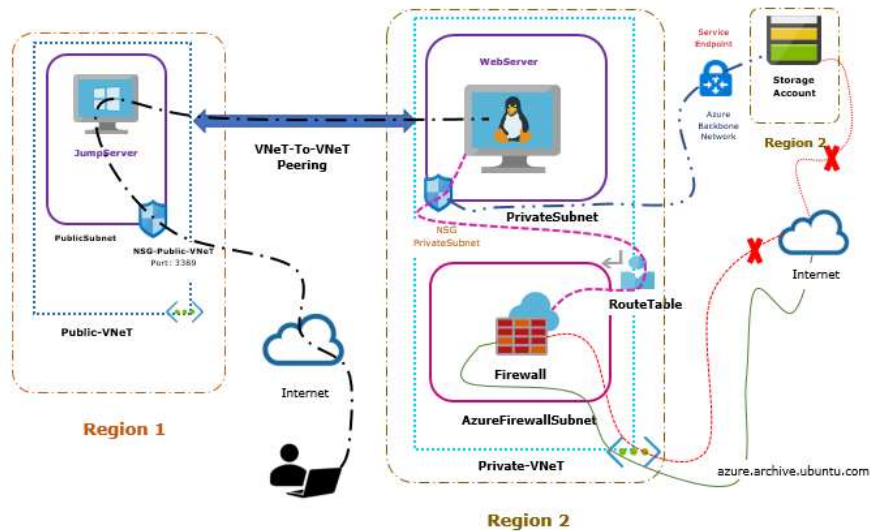 JumpServer
PublicSubnet
NSG-Public-VNeT
Port: 3389
Public-VNeT
Region 1
VNeT-To-VNeT
Peering
Internet
WebServer
PrivateSubnet
NSG
PrivateSubnet
RouteTable
Firewall
AzureFirewallSubnet
Private-VNeT
Region 2
Service
Endpoint
Azure
Backbone
Network
Storage
Account
Region 2
Internet
azure.archive.ubuntu.com